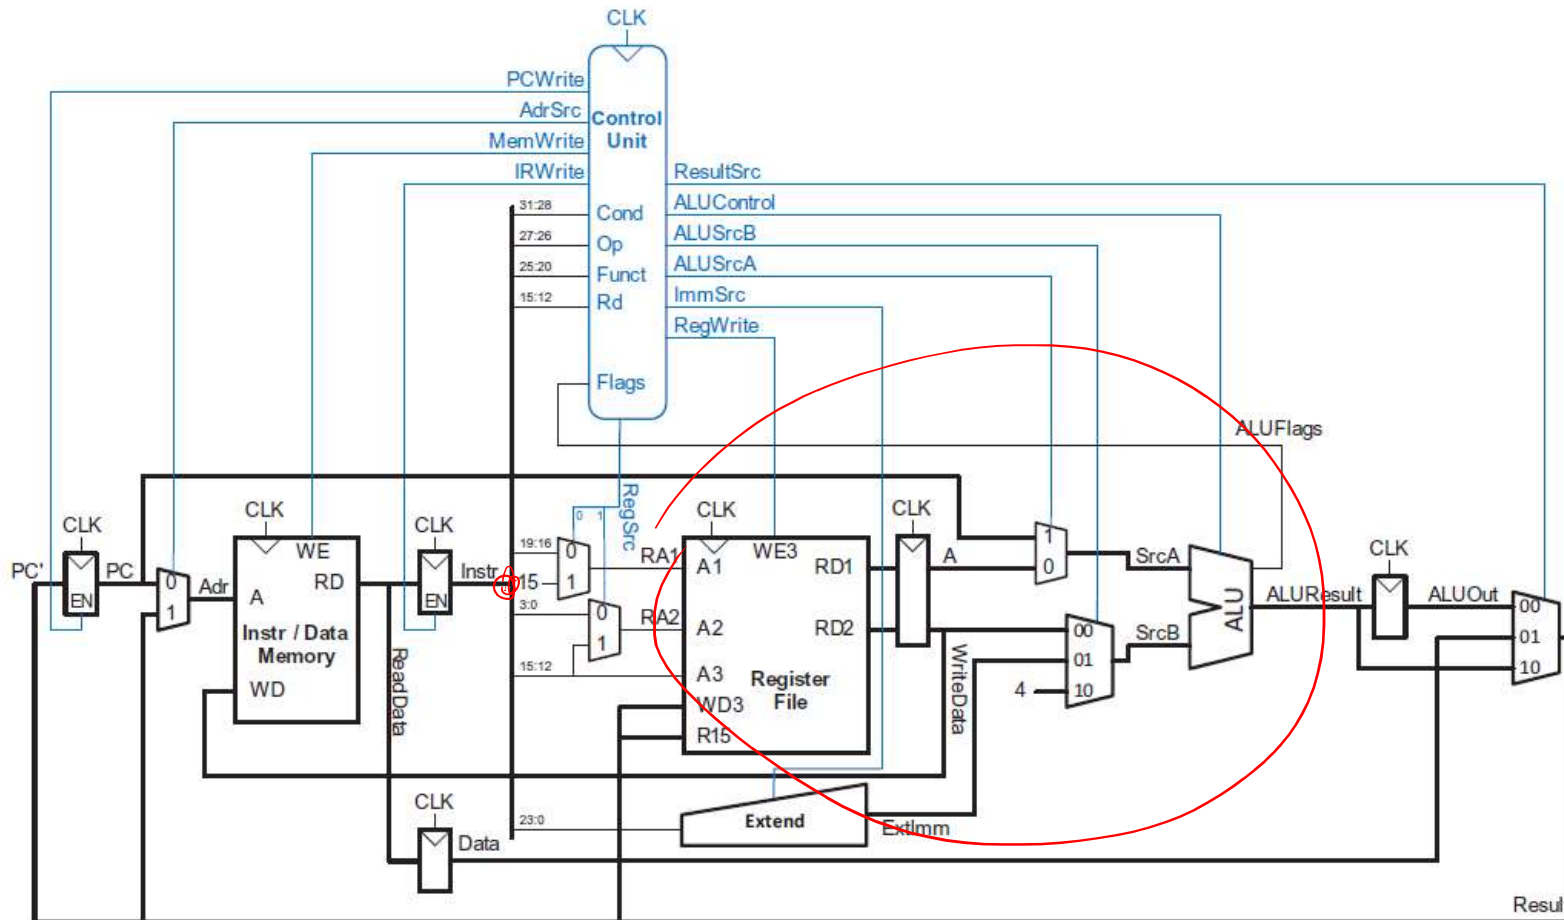 CLK
PCWrite
AdrSrc
Control
MemWrite
Unit
IRWrite
ResultSrc
31:28
Cond
ALUControl
27:26
Op
ALUSrcB
25:20
Funct
ALUSrcA
15:12
Rd
ImmSrc
RegWrite
Flags
ALUFlags
RegSrc
0 1
CLK
CLK
CLK
CLK
CLK
CLK
PC'
EN
PC
0
1
Adr
WE
RD
A
Instr / Data
Memory
WD
EN
Instr
ReadData
19:16
0
15
1
RA1
3:0
0
RA2
1
15:12
A1
WE3
RD1
A2
RD2
A3
Register
File
WD3
R15
A
WriteData
1
0
SrcA
00
01
4
10
SrcB
ALU
ALUResult
ALUOut
00
01
10
CLK
Data
23:0
Extend
ExtImm
Resul